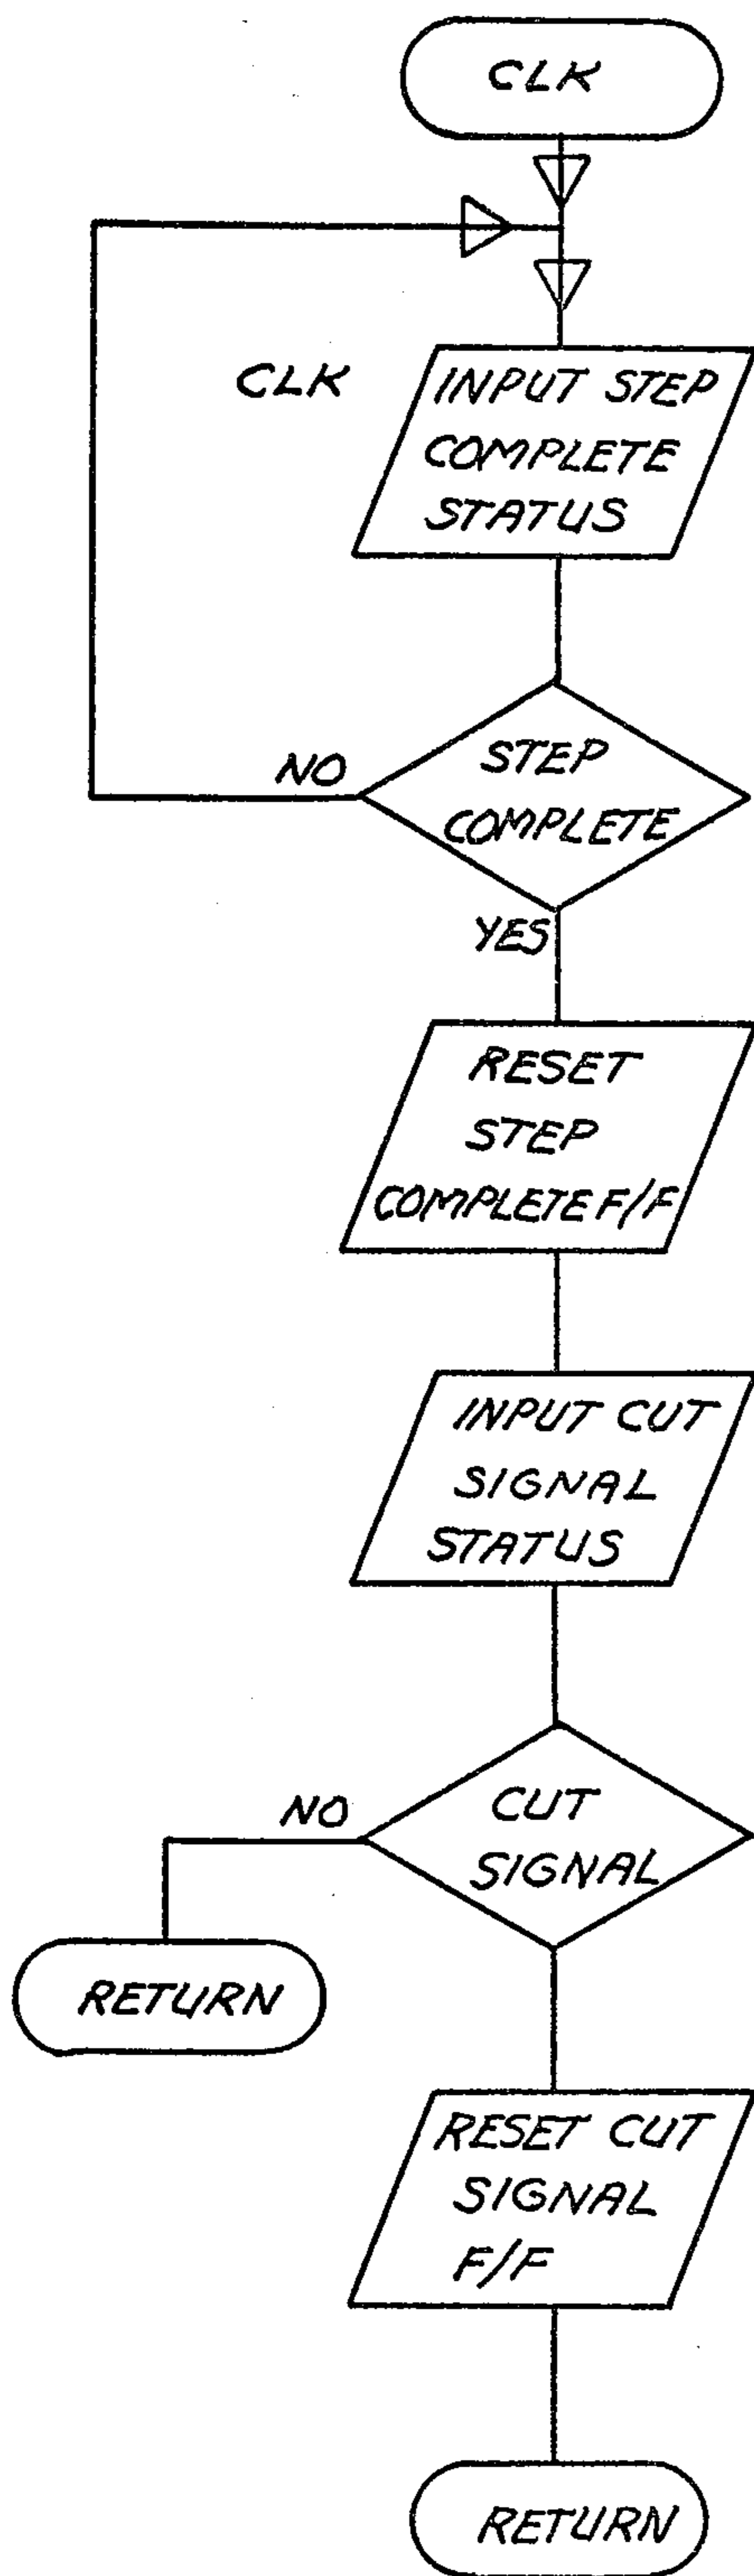 CLK
CLK
INPUT STEP
COMPLETE
STATUS
STEP
COMPLETE
NO
YES
RESET
STEP
COMPLETE F/F
INPUT CUT
SIGNAL
STATUS
CUT
SIGNAL
NO
RETURN
RESET CUT
SIGNAL
F/F
RETURN